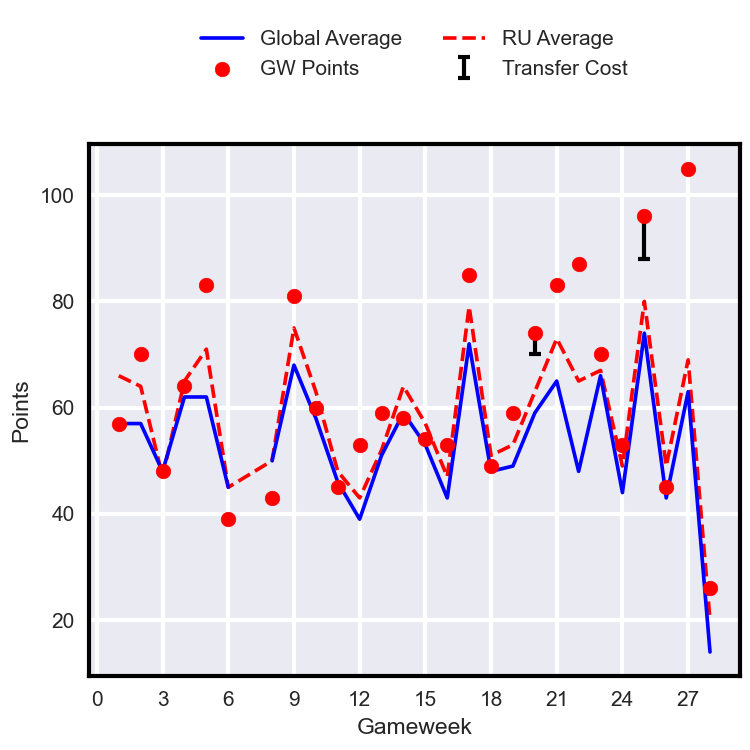 Global Average RU Average
GW Points Transfer Cost
100
80
60
40
20
Points
0 3 6 9 12 15 18 21 24 27
Gameweek